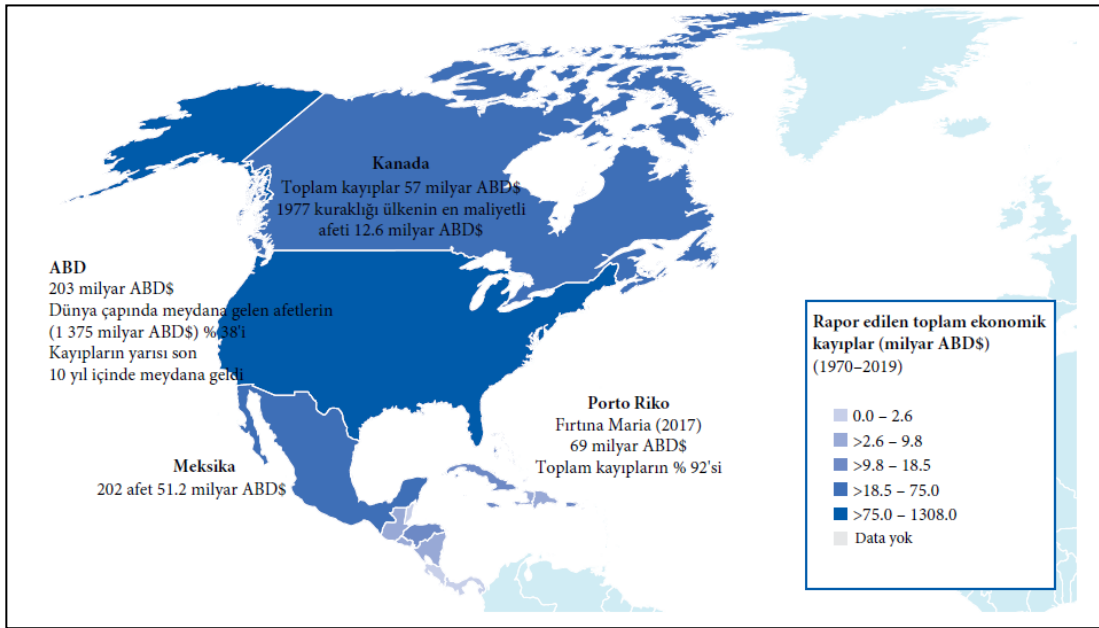 Kanada
Toplam kayıplar 57 milyar ABD$
1977 kuraklığı ülkenin en maliyetli
afeti 12.6 milyar ABD$
ABD
203 milyar ABD$
Dünya çapında meydana gelen afetlerin
(1 375 milyar ABD$) % 38'i
Kayıpların yarısı son
10 yıl içinde meydana geldi
Meksika
202 afet 51.2 milyar ABD$
Porto Riko
Fırtına Maria (2017)
69 milyar ABD$
Toplam kayıpların % 92'si
Rapor edilen toplam ekonomik
kayıplar (milyar ABD$)
(1970–2019)
0.0 – 2.6
>2.6 – 9.8
>9.8 – 18.5
>18.5 – 75.0
>75.0 – 1308.0
Data yok